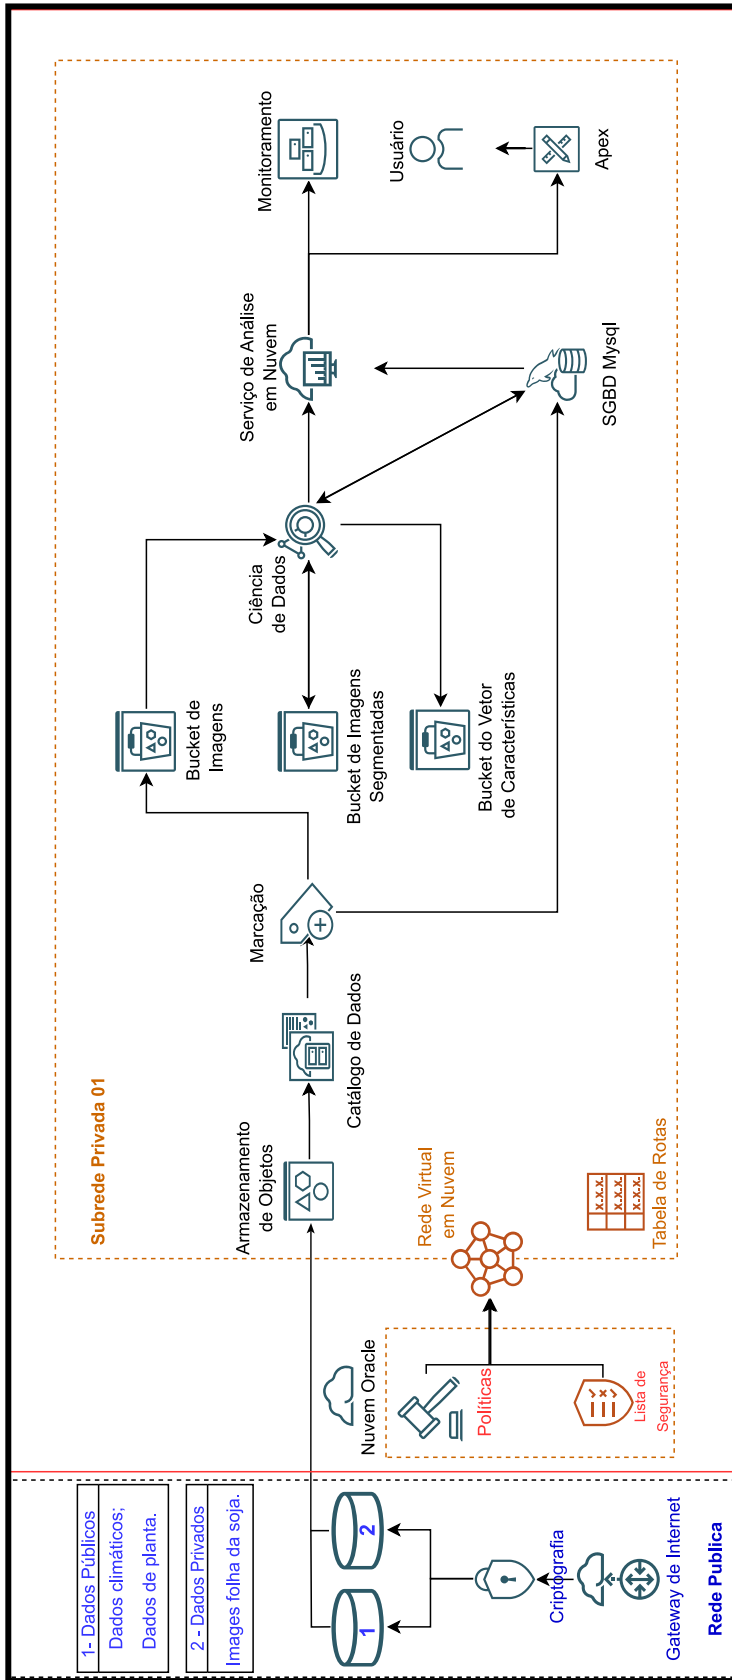 1- Dados Públicos
Dados climáticos;
Dados de planta.
2 - Dados Privados
Images folha da soja.
1
2
Criptografia
Gateway de Internet
Rede Publica
Nuvem Oracle
Políticas
Lista de
Segurança
Subrede Privada 01
Armazenamento
de Objetos
Rede Virtual
em Nuvem
x.x.x.
x.x.x.
x.x.x.
Tabela de Rotas
Catálogo de Dados
Marcação
Bucket de
Imagens
Bucket de Imagens
Segmentadas
Bucket do Vetor
de Características
Ciência
de Dados
Serviço de Análise
em Nuvem
SGBD Mysql
Monitoramento
Usuário
Apex